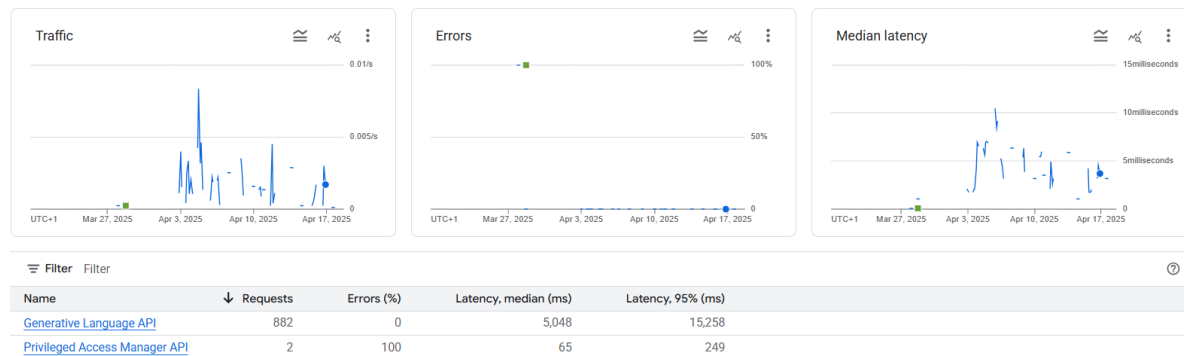 Traffic
0.01/s
0.005/s
0
UTC+1 Mar 27, 2025 Apr 3, 2025 Apr 10, 2025 Apr 17, 2025
Errors
100%
50%
0
UTC+1 Mar 27, 2025 Apr 3, 2025 Apr 10, 2025 Apr 17, 2025
Median latency
15milliseconds
10milliseconds
5milliseconds
0
UTC+1 Mar 27, 2025 Apr 3, 2025 Apr 10, 2025 Apr 17, 2025
Filter Filter
Name Requests Errors (%) Latency, median (ms) Latency, 95% (ms)
Generative Language API 882 0 5,048 15,258
Privileged Access Manager API 2 100 65 249